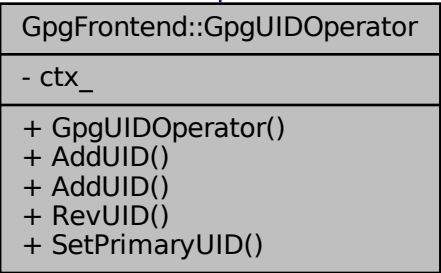 GpgFrontend::GpgUIDOperator
- ctx_
+ GpgUIDOperator()
+ AddUID()
+ AddUID()
+ RevUID()
+ SetPrimaryUID()